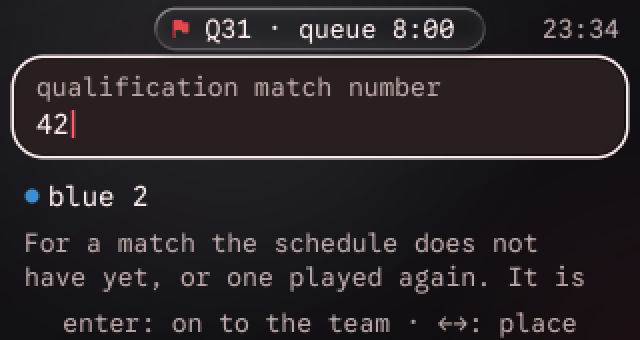 Q31 · queue 8:00
23:34
qualification match number
42
blue 2
For a match the schedule does not
have yet, or one played again. It is
enter: on to the team · ↔: place